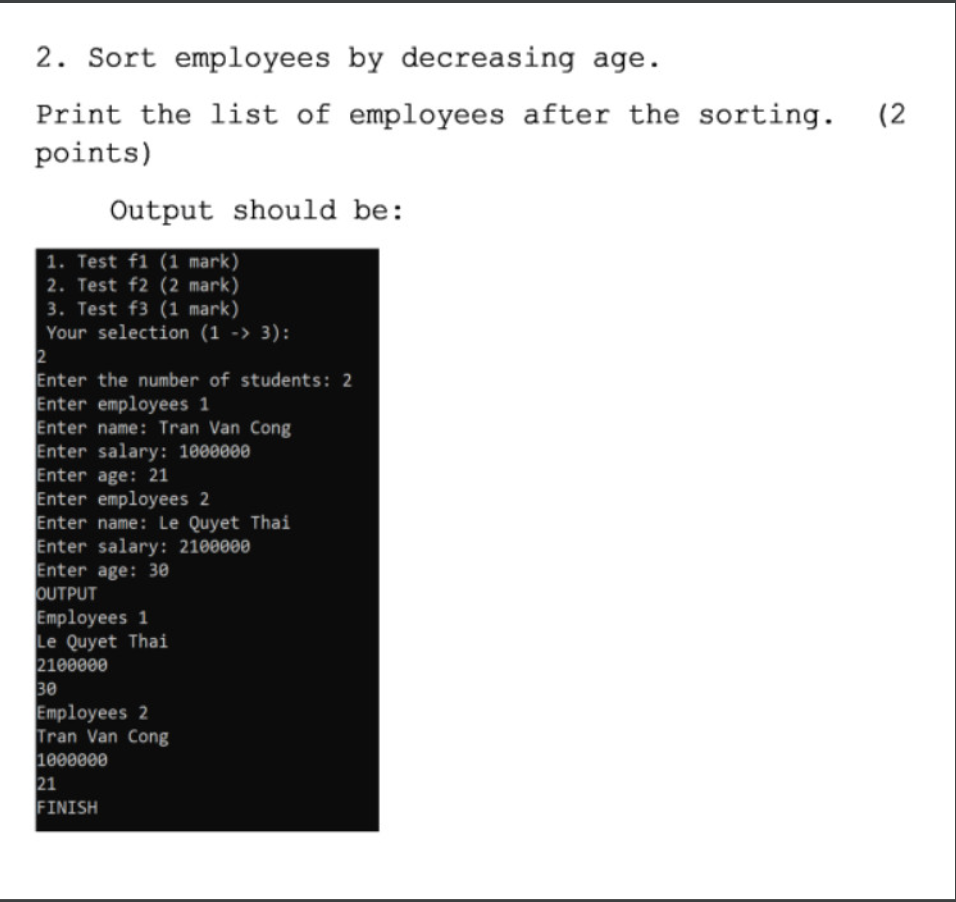 2. Sort employees by decreasing age.
Print the list of employees after the sorting. (2
points)
Output should be:
1. Test f1 (1 mark)
2. Test f2 (2 mark)
3. Test f3 (1 mark)
Your selection (1 -> 3):
2
Enter the number of students: 2
Enter employees 1
Enter name: Tran Van Cong
Enter salary: 1000000
Enter age: 21
Enter employees 2
Enter name: Le Quyet Thai
Enter salary: 2100000
Enter age: 30
OUTPUT
Employees 1
Le Quyet Thai
2100000
30
Employees 2
Tran Van Cong
1000000
21
FINISH